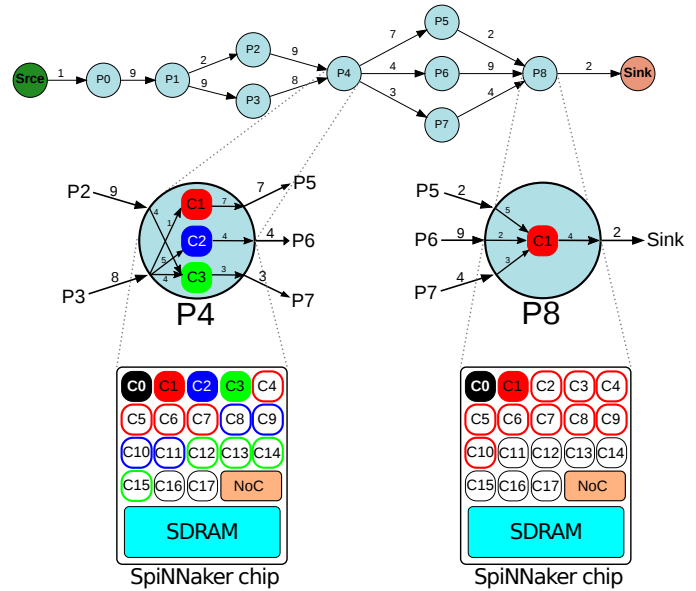 P5
7 2
P2
2 9
Srce 1 P0 9 P1 P4 4 P6 9 P8 2 Sink
9 8
P3
3 4
P7
P2 9 C1 7 7 P5
4 1
C2 4 4 P6
5
P3 8 4 C3 3 3 P7
P4
P5 2
5
P6 9 2 C1 4 2 Sink
3
P7 4
P8
C0 C1 C2 C3 C4
C5 C6 C7 C8 C9
C10 C11 C12 C13 C14
C15 C16 C17 NoC
SDRAM
SpiNNaker chip
C0 C1 C2 C3 C4
C5 C6 C7 C8 C9
C10 C11 C12 C13 C14
C15 C16 C17 NoC
SDRAM
SpiNNaker chip